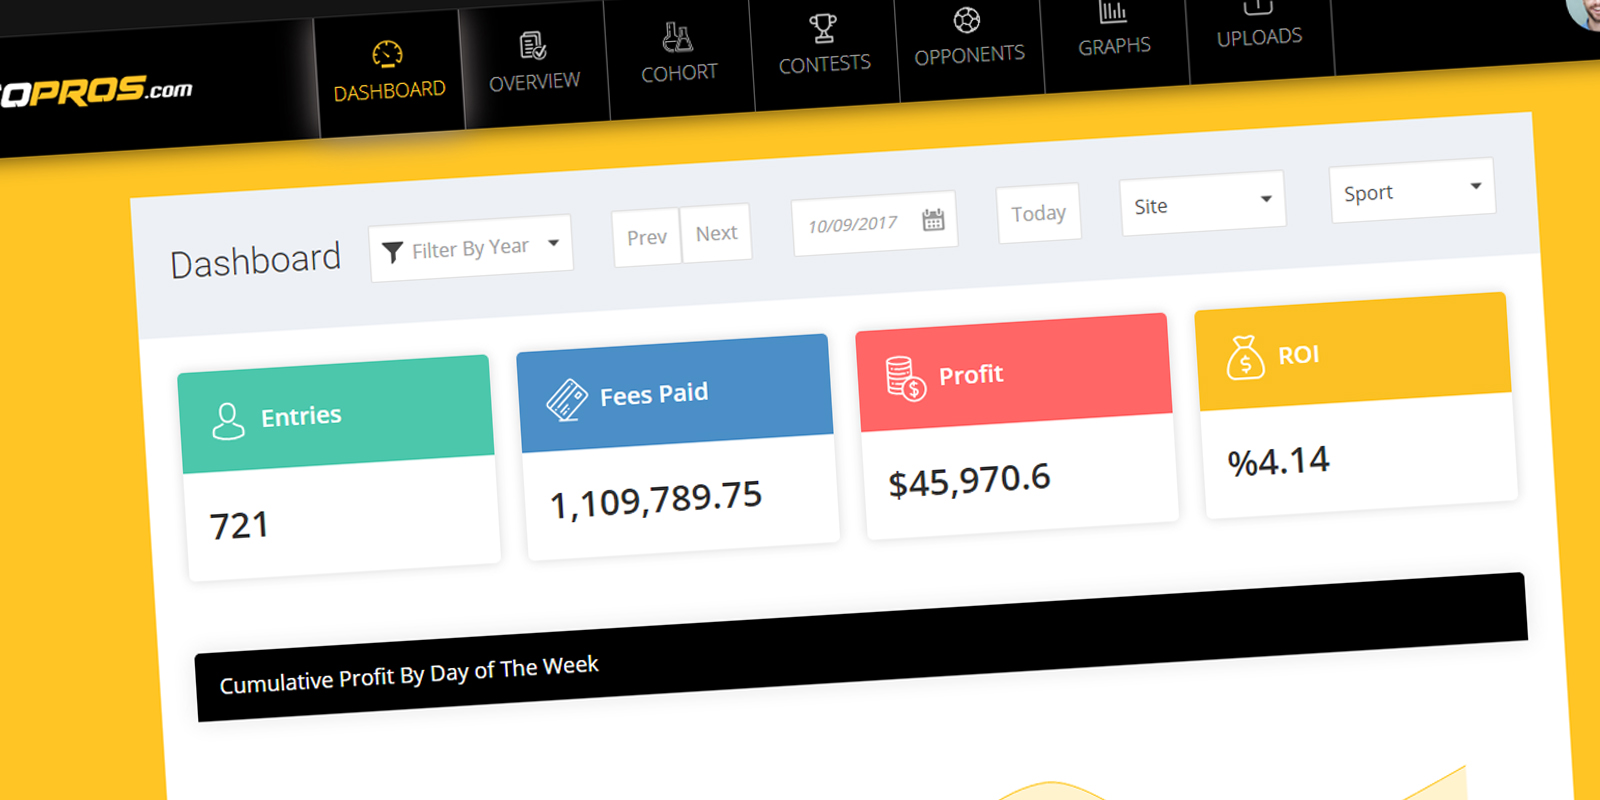 OPROS.com
DASHBOARD
OVERVIEW
COHORT
CONTESTS
OPPONENTS
GRAPHS
UPLOADS
Dashboard
Filter By Year
Prev
Next
10/09/2017
Today
Site
Sport
Entries
Fees Paid
Profit
ROI
721
1,109,789.75
$45,970.6
%4.14
Cumulative Profit By Day of The Week